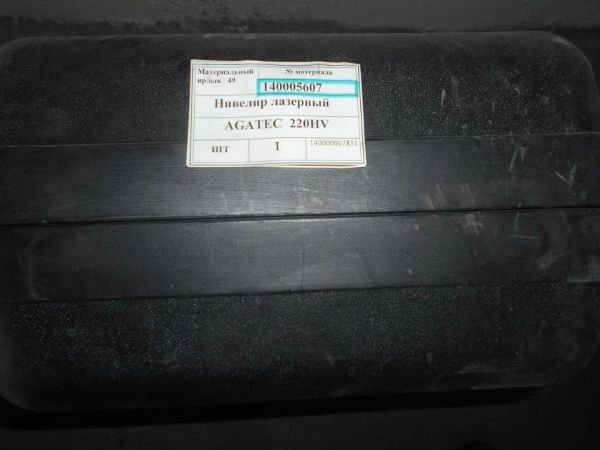 Материальный № материала
ярлык 49 140005607
Нивелир лазерный
AGATEC 220HV
шт 1 140000007831